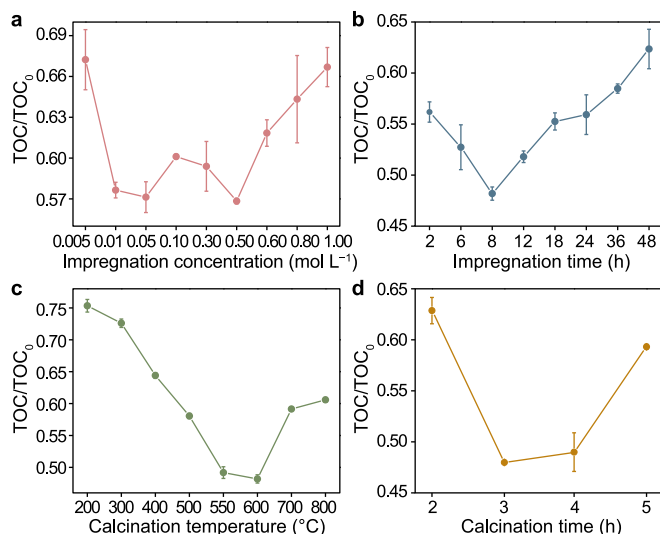 a
0.69
0.66
0.63
0.60
0.57
TOC/TOC₀
0.005 0.01 0.05 0.10 0.30 0.50 0.60 0.80 1.00
Impregnation concentration (mol L⁻¹)
b
0.65
0.60
0.55
0.50
0.45
TOC/TOC₀
2 6 8 12 18 24 36 48
Impregnation time (h)
c
0.75
0.70
0.65
0.60
0.55
0.50
TOC/TOC₀
200 300 400 500 550 600 700 800
Calcination temperature (°C)
d
0.65
0.60
0.55
0.50
0.45
TOC/TOC₀
2 3 4 5
Calcination time (h)